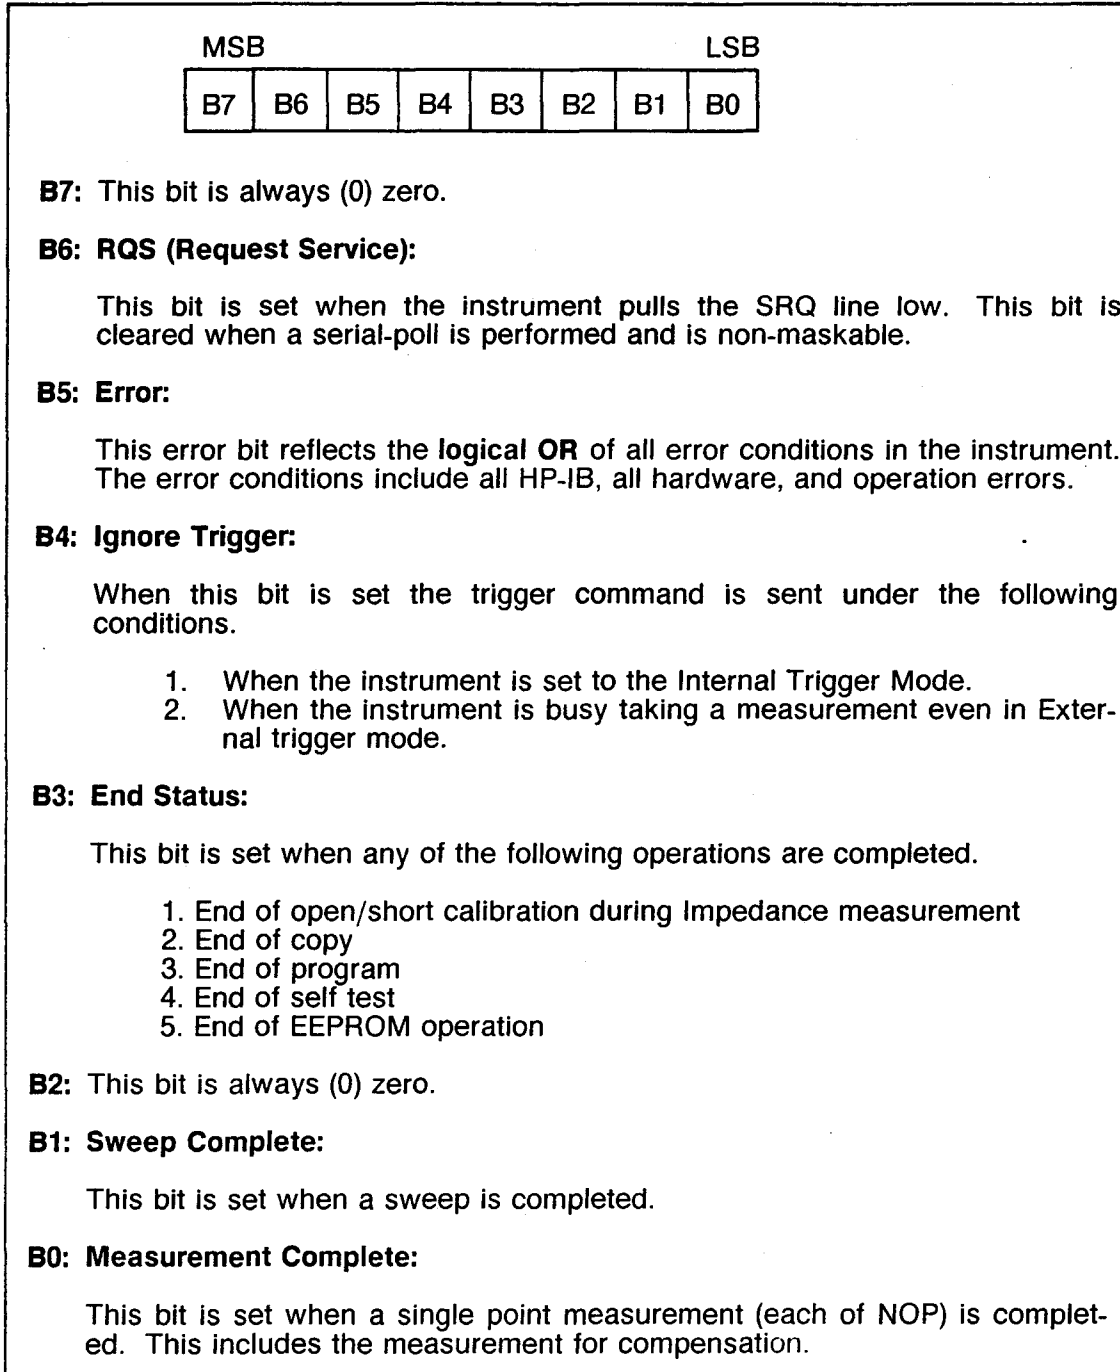 MSB LSB
B7 B6 B5 B4 B3 B2 B1 B0
B7: This bit is always (0) zero.
B6: RQS (Request Service):
This bit is set when the instrument pulls the SRQ line low. This bit is
cleared when a serial-poll is performed and is non-maskable.
B5: Error:
This error bit reflects the logical OR of all error conditions in the instrument.
The error conditions include all HP-IB, all hardware, and operation errors.
B4: Ignore Trigger:
When this bit is set the trigger command is sent under the following
conditions.
1. When the instrument is set to the Internal Trigger Mode.
2. When the instrument is busy taking a measurement even in Exter-
nal trigger mode.
B3: End Status:
This bit is set when any of the following operations are completed.
1. End of open/short calibration during Impedance measurement
2. End of copy
3. End of program
4. End of self test
5. End of EEPROM operation
B2: This bit is always (0) zero.
B1: Sweep Complete:
This bit is set when a sweep is completed.
B0: Measurement Complete:
This bit is set when a single point measurement (each of NOP) is complet-
ed. This includes the measurement for compensation.